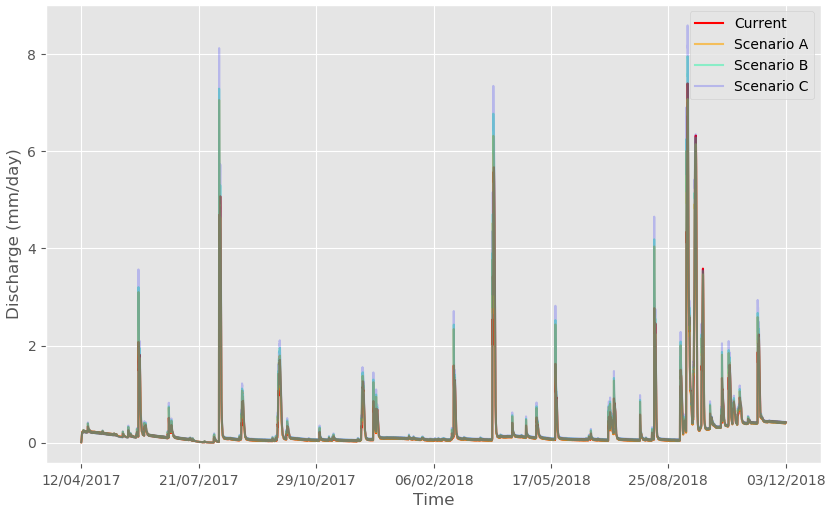 Current
Scenario A
Scenario B
Scenario C
8
6
4
2
0
Discharge (mm/day)
12/04/2017 21/07/2017 29/10/2017 06/02/2018 17/05/2018 25/08/2018 03/12/2018
Time